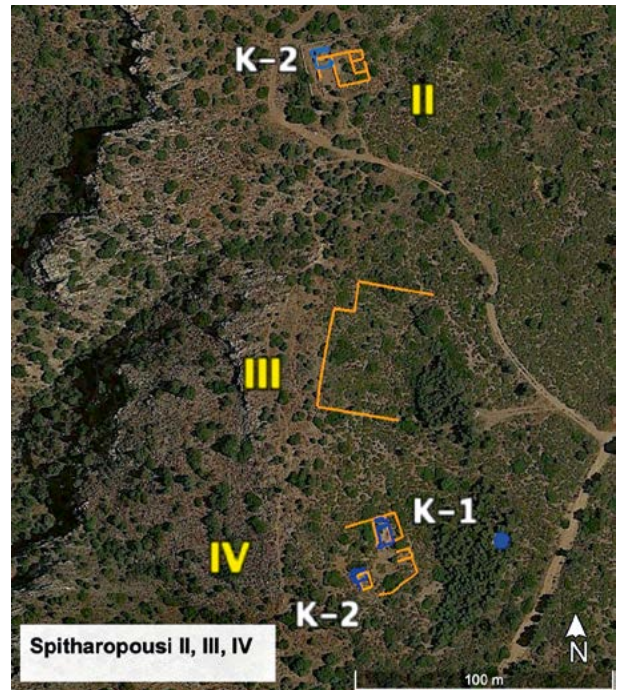 K-2
II
III
K-1
IV
K-2
Spitharopousi II, III, IV
N
100 m